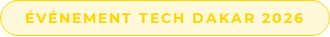 ÉVÉNEMENT TECH DAKAR 2026